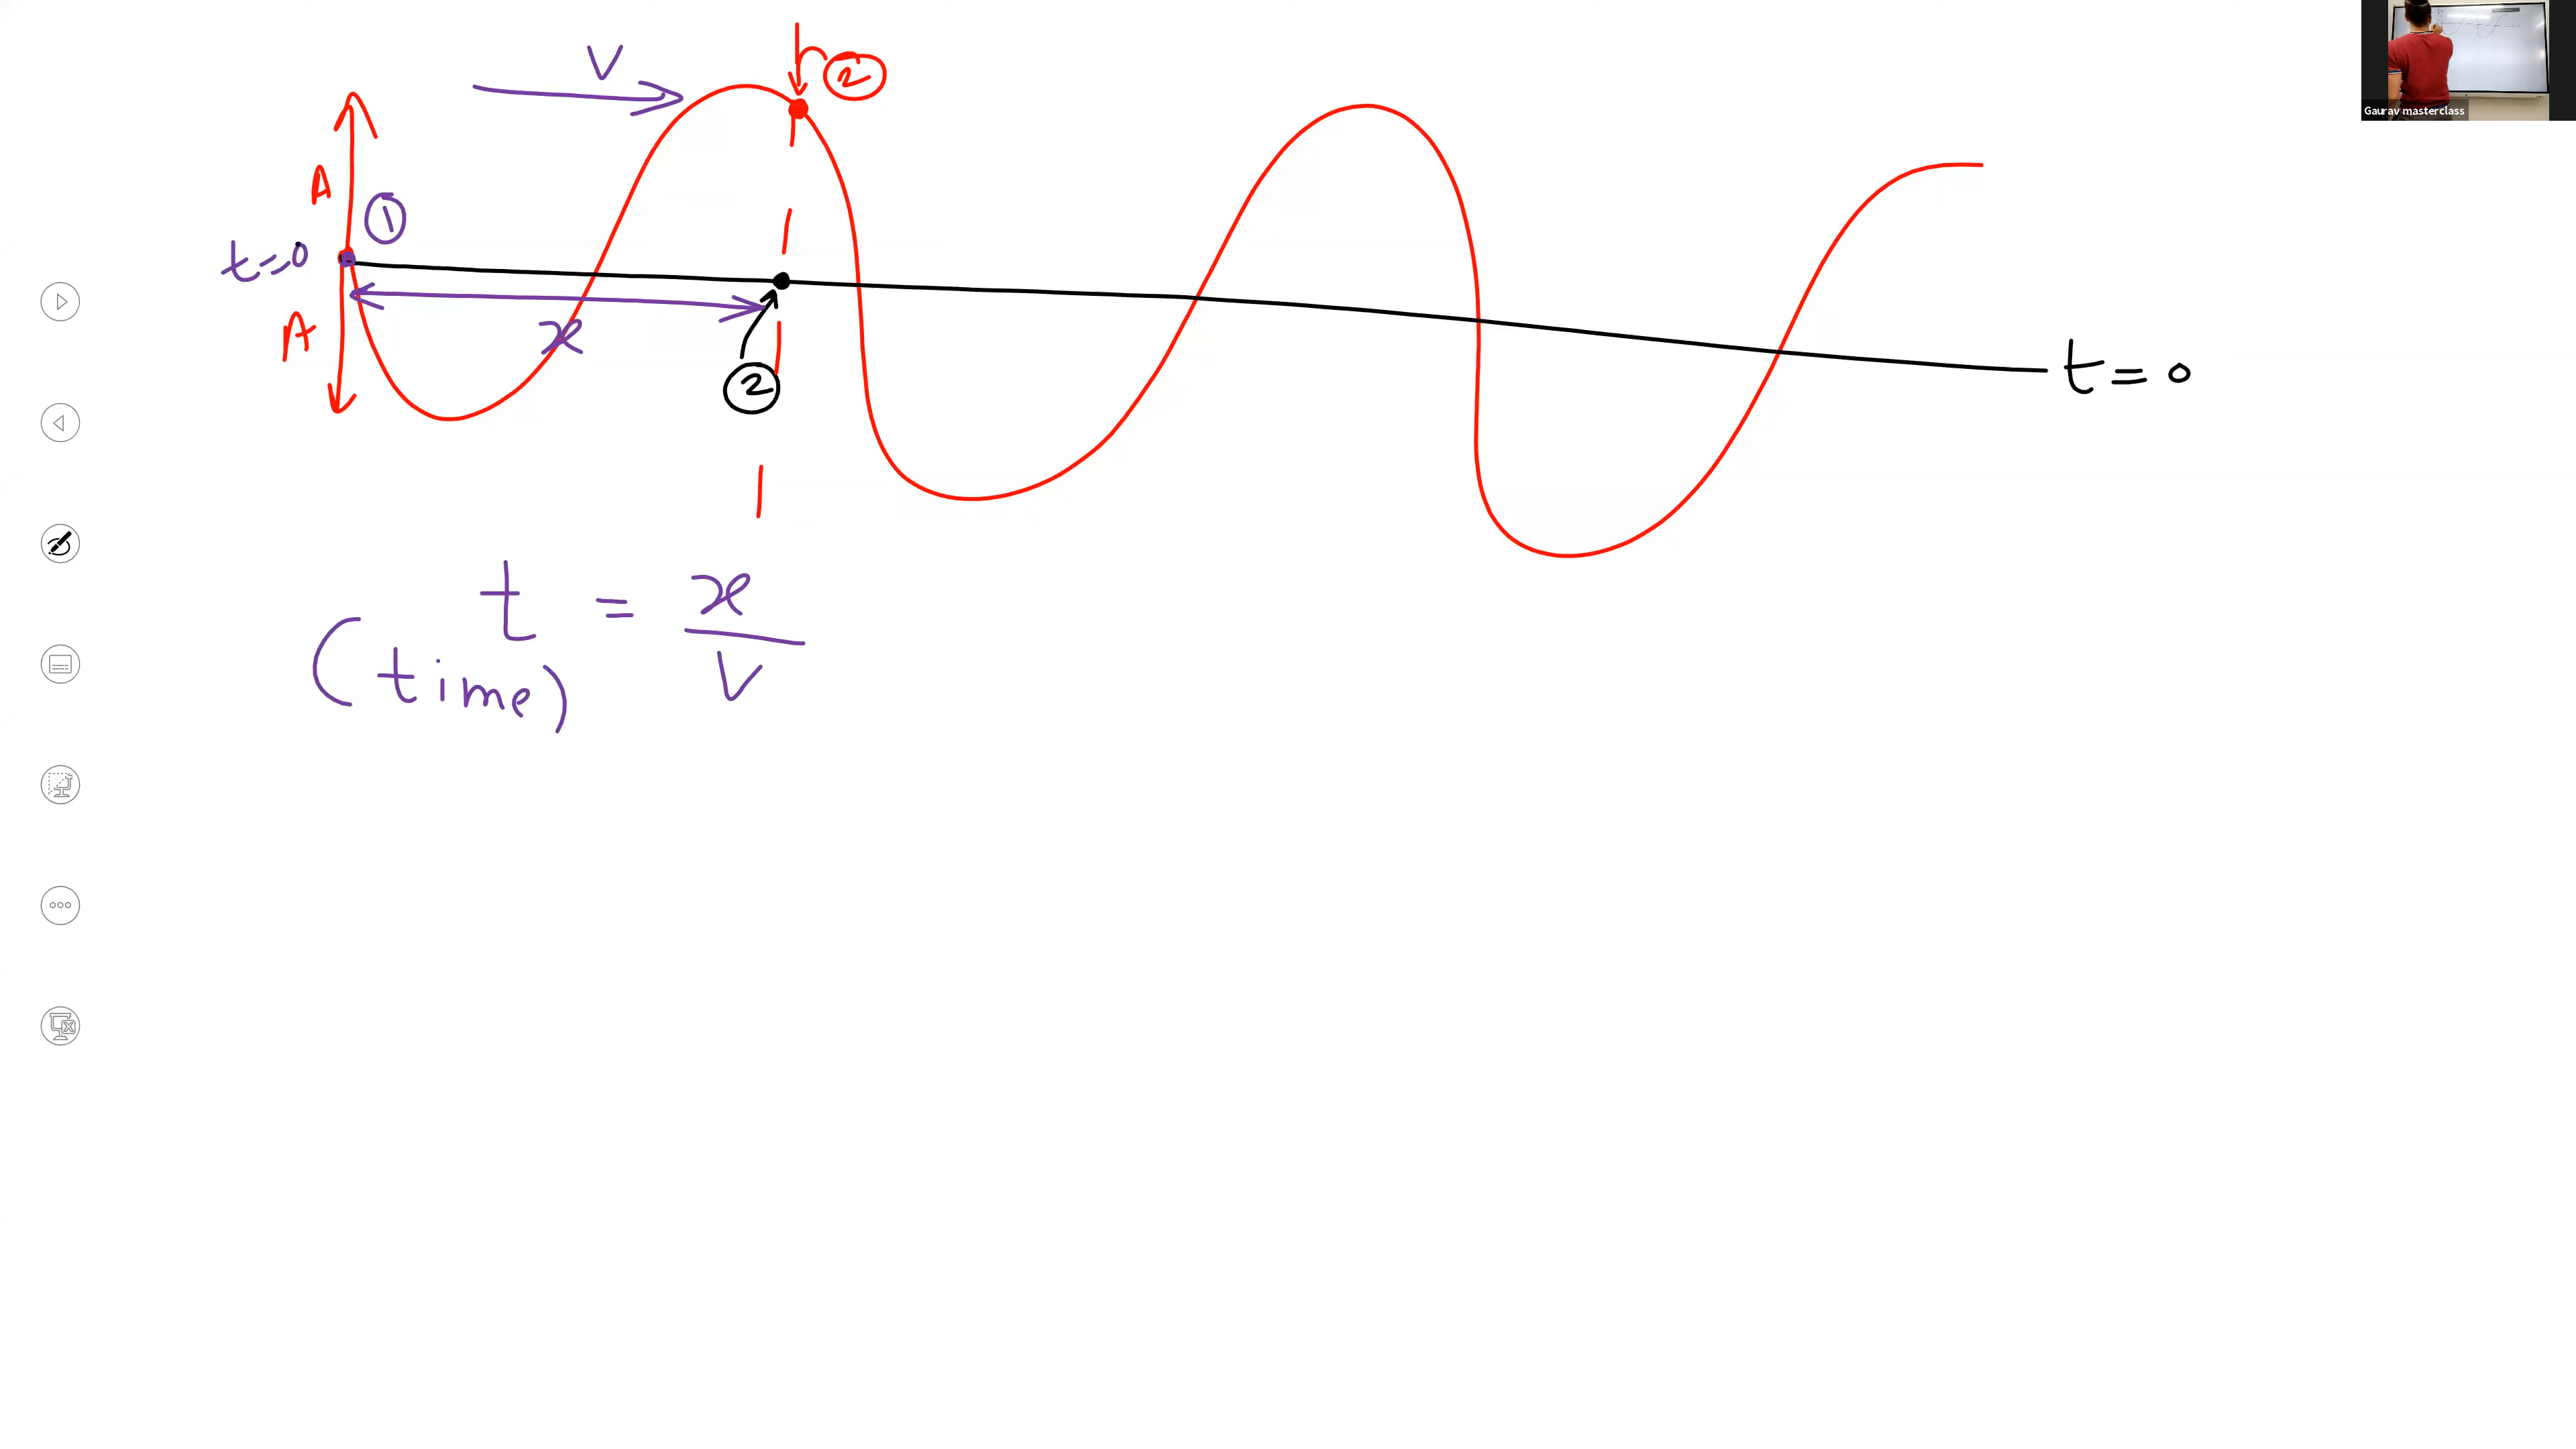 V
②
Gaurav masterclass
A
①
t=0
x
A
②
t = 0
t = x/V
(time)